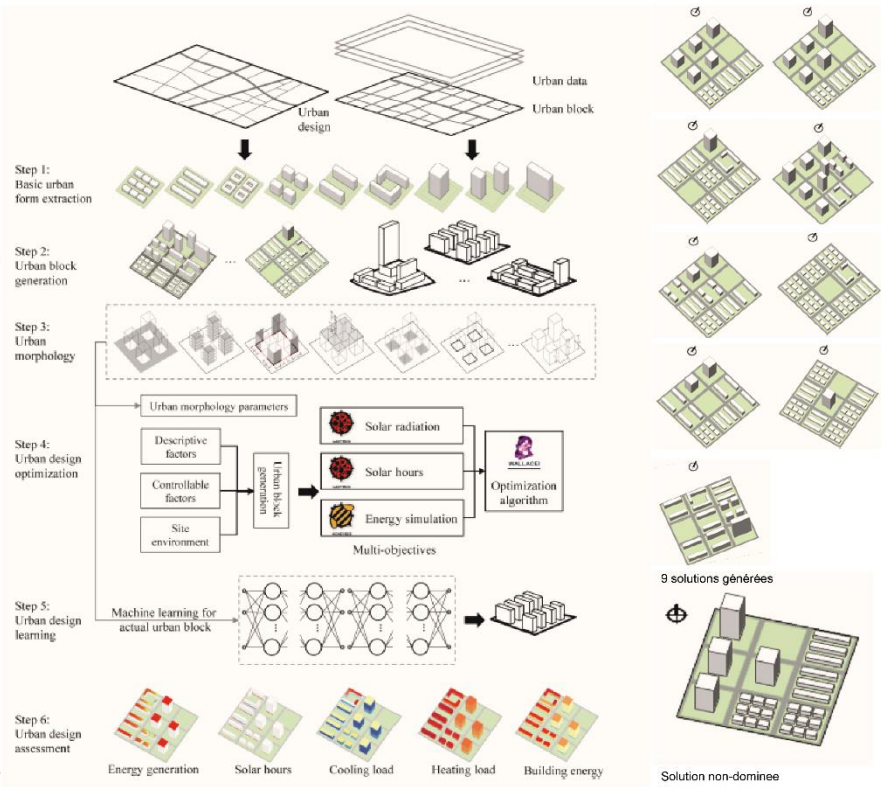 Urban data
Urban block
Urban
design
Step 1:
Basic urban
form extraction
Step 2:
Urban block
generation
...
...
Step 3:
Urban
morphology
Urban morphology parameters
Step 4:
Urban design
optimization
Descriptive
factors
Controllable
factors
Site
environment
Urban block
generation
Solar radiation
Solar hours
Energy simulation
Multi-objectives
WALLACEI
Optimization
algorithm
Step 5:
Urban design
learning
Machine learning for
actual urban block
Step 6:
Urban design
assessment
Energy generation
Solar hours
Cooling load
Heating load
Building energy
9 solutions générées
Solution non-dominee